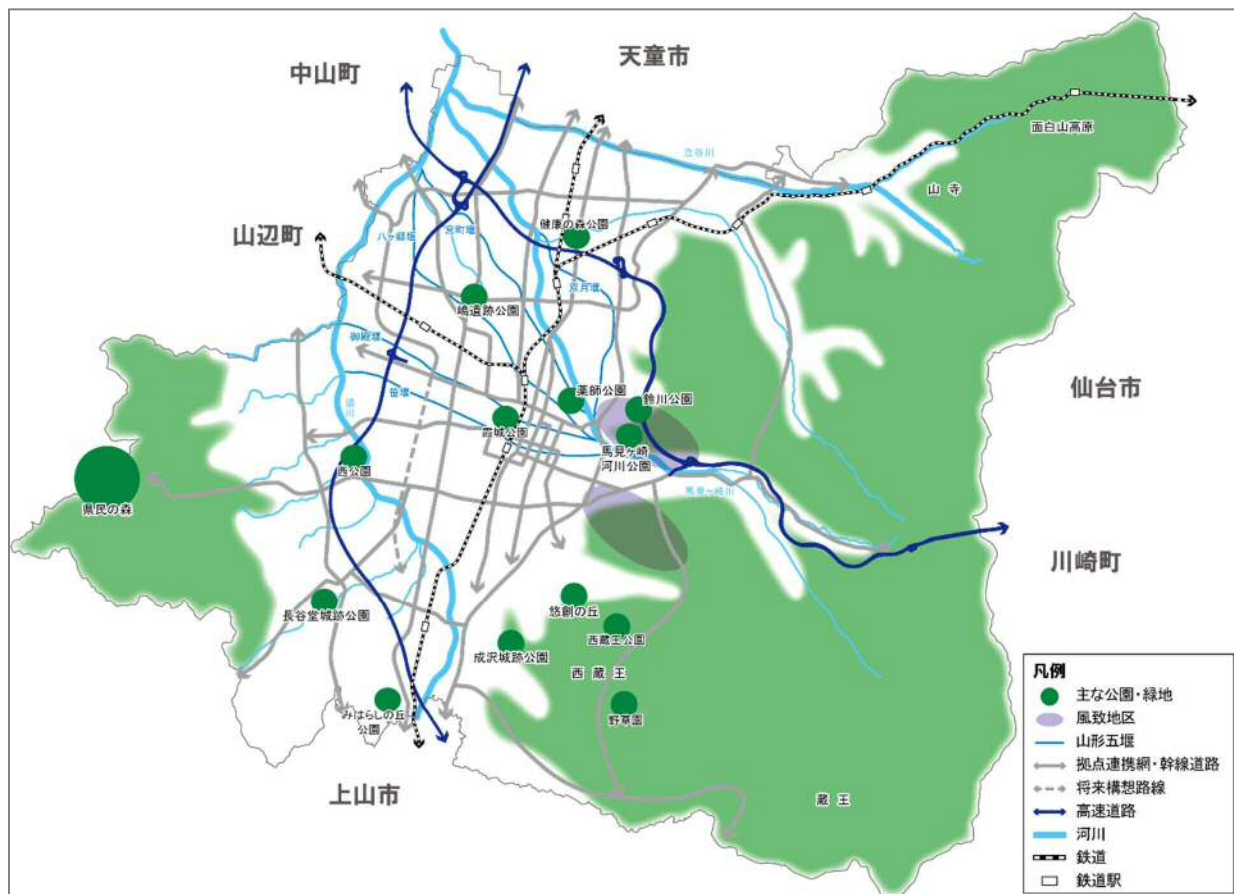 天童市
中山町
面白山高原
立谷川
山寺
健康の森公園
山辺町
八ヶ郷堰
宮町堰
双月堰
嶋遺跡公園
御殿堰
仙台市
笹堰
薬師公園
鈴川公園
須川
霞城公園
馬見ヶ崎
河川公園
西公園
馬見ヶ崎川
県民の森
川崎町
悠創の丘
長谷堂城跡公園
西蔵王公園
成沢城跡公園
西蔵王
野草園
みはらしの丘
公園
上山市
蔵王
凡例
主な公園・緑地
風致地区
山形五堰
拠点連携網・幹線道路
将来構想路線
高速道路
河川
鉄道
鉄道駅